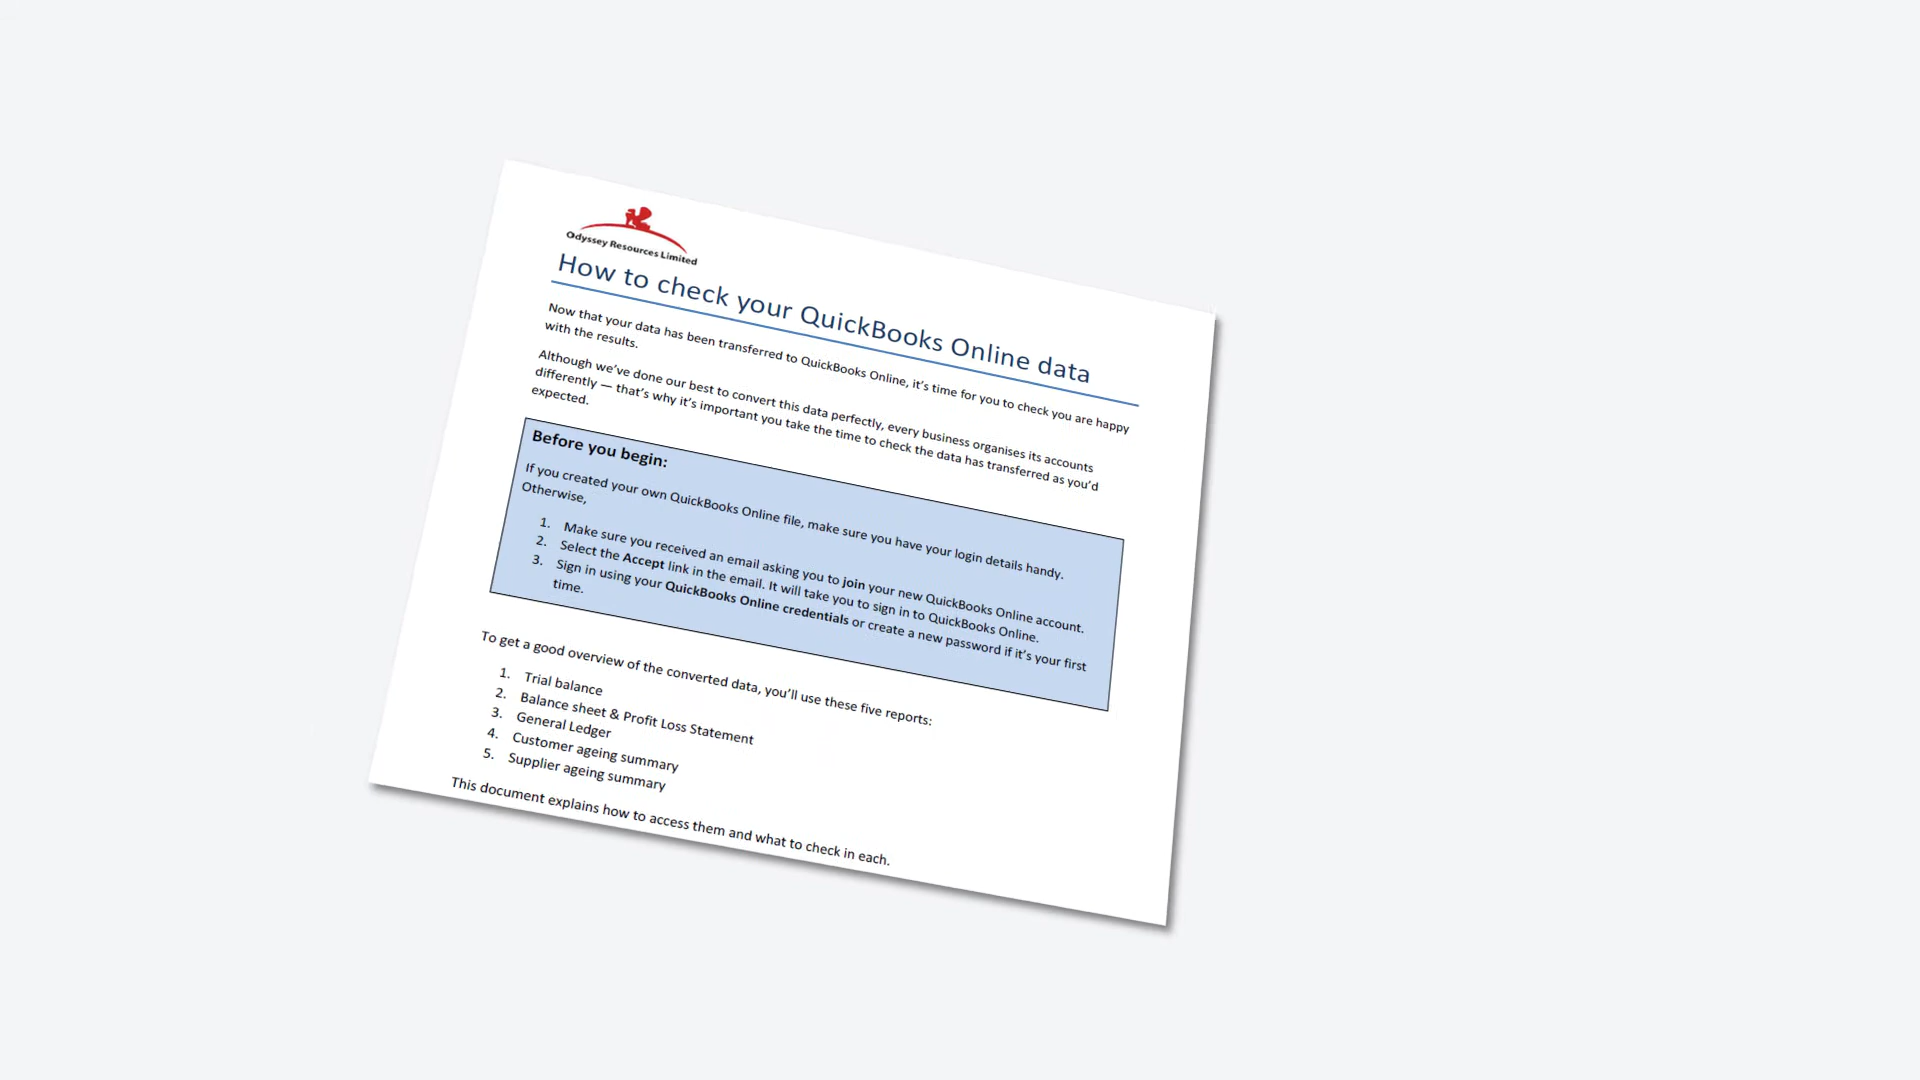 Odyssey Resources Limited
How to check your QuickBooks Online data
Now that your data has been transferred to QuickBooks Online, it's time for you to check you are happy
with the results.
Although we've done our best to convert this data perfectly, every business organises its accounts
differently — that's why it's important you take the time to check the data has transferred as you'd
expected.
Before you begin:
If you created your own QuickBooks Online file, make sure you have your login details handy.
Otherwise,
1. Make sure you received an email asking you to join your new QuickBooks Online account.
2. Select the Accept link in the email. It will take you to sign in to QuickBooks Online.
3. Sign in using your QuickBooks Online credentials or create a new password if it's your first
time.
To get a good overview of the converted data, you'll use these five reports:
1. Trial balance
2. Balance sheet & Profit Loss Statement
3. General Ledger
4. Customer ageing summary
5. Supplier ageing summary
This document explains how to access them and what to check in each.